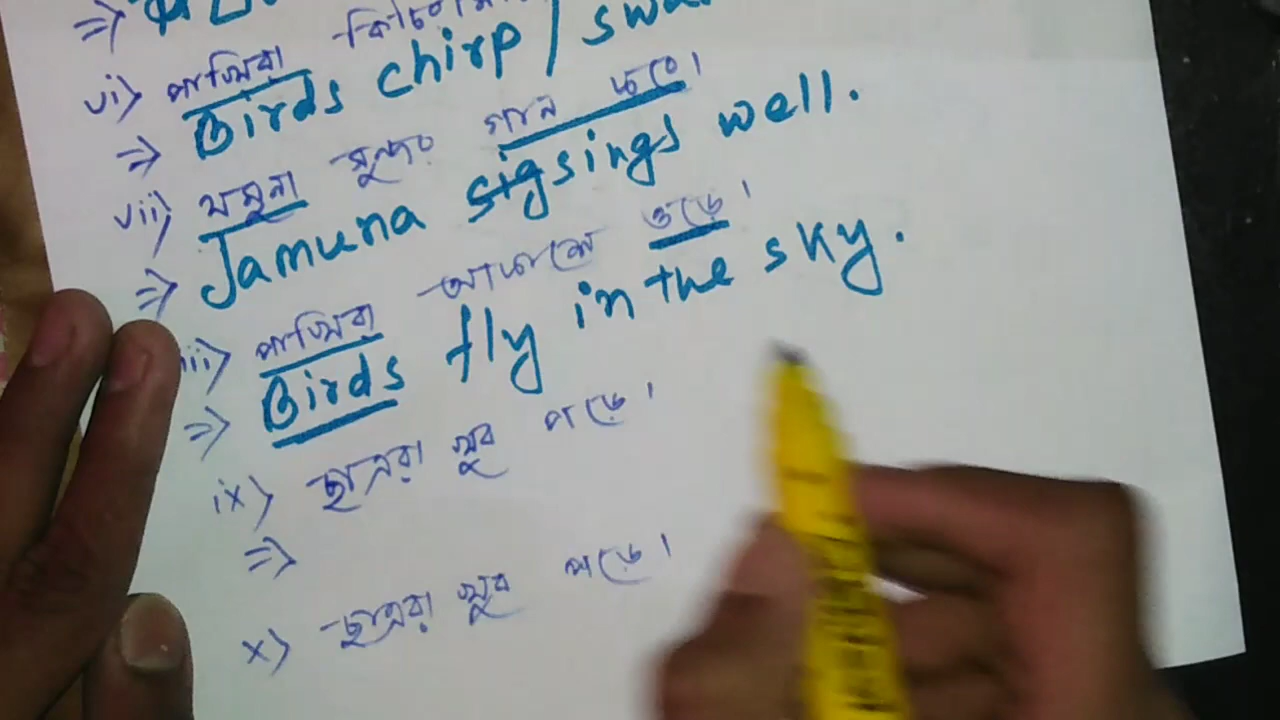 vi) পাখিরা
=> Birds chirp /
vii) যমুনা সুন্দর গান করে।
=> Jamuna sings well.
iii) পাখিরা আকাশে ওড়ে।
=> Birds fly in the sky.
ix) ছাত্ররা খুব পড়ে।
=>
x) ছাত্ররা খুব পড়ে।